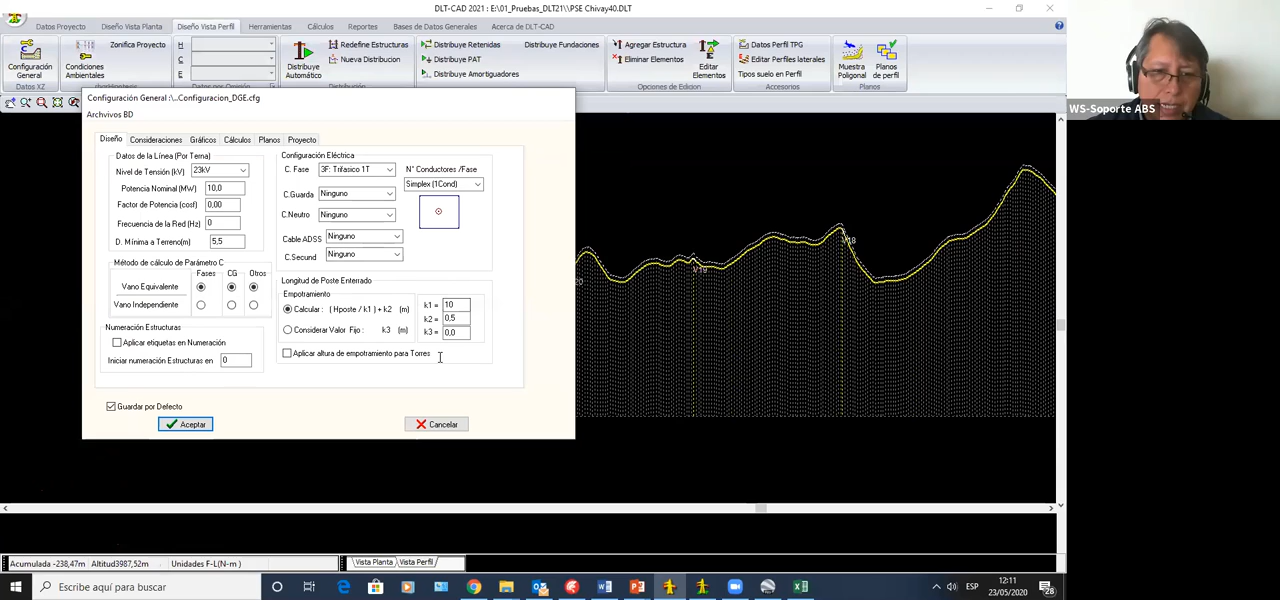 DLT-CAD 2021 : E:\01_Pruebas_DLT21\\PSE Chivay40.DLT
Datos Proyecto
Diseño Vista Planta
Diseño Vista Perfil
Herramientas
Cálculos
Reportes
Bases de Datos Generales
Acerca de DLT-CAD
Configuración General
Datos XZ
Zonifica Proyecto
Condiciones Ambientales
H
C
E
Distribuye Automático
Redefine Estructuras
Nueva Distribucion
Distribuye Retenidas
Distribuye PAT
Distribuye Amortiguadores
Distribuye Fundaciones
Agregar Estructura
Eliminar Elementos
Editar Elementos
Opciones de Edición
Datos Perfil TPG
Editar Perfiles laterales
Tipos suelo en Perfil
Accesorios
Muestra Poligonal
Planos de perfil
Planos
Configuración General :\..Configuracion_DGE.cfg
Archvivos BD
Diseño
Consideraciones
Gráficos
Cálculos
Planos
Proyecto
Datos de la Línea (Por Terna)
Nivel de Tensión (kV) 23kV
Potencia Nominal (MW) 10,0
Factor de Potencia (cosf) 0,00
Frecuencia de la Red (Hz) 0
D. Mínima a Terreno(m) 5,5
Método de cálculo de Parámetro C
Fases CG Otros
Vano Equivalente
Vano Independiente
Numeración Estructuras
Aplicar etiquetas en Numeración
Iniciar numeración Estructuras en 0
Configuración Eléctrica
C. Fase 3F: Trifasico 1T
N° Conductores /Fase
Simplex (1Cond)
C.Guarda Ninguno
C.Neutro Ninguno
Cable ADSS Ninguno
C.Secund Ninguno
Longitud de Poste Enterrado
Empotramiento
Calcular : ( Hposte / k1 ) + k2 (m)
Considerar Valor Fijo : k3 (m)
k1 = 10
k2 = 0,5
k3 = 0,0
Aplicar altura de empotramiento para Torres
Guardar por Defecto
Aceptar
Cancelar
20
V19
V18
WS-Soporte ABS
Acumulada -238,47m Altitud3987,52m Unidades F-L(N-m )
Vista Planta
Vista Perfil
Escribe aquí para buscar
ESP
12:11
23/05/2020
28